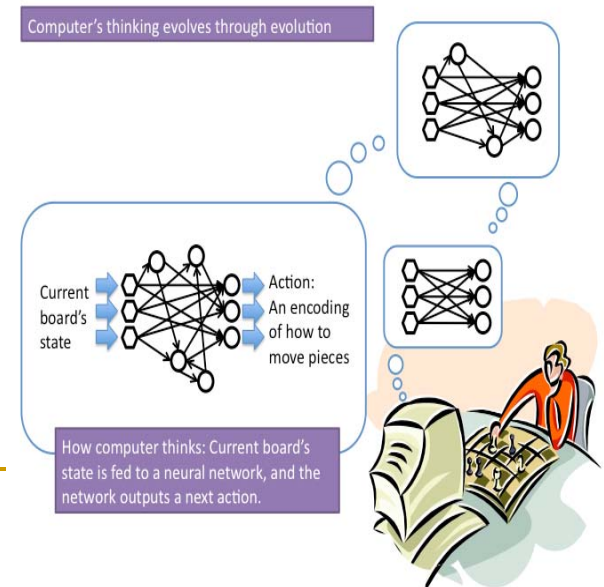 Computer's thinking evolves through evolution
Current
board's
state
Action:
An encoding
of how to
move pieces
How computer thinks: Current board's
state is fed to a neural network, and the
network outputs a next action.